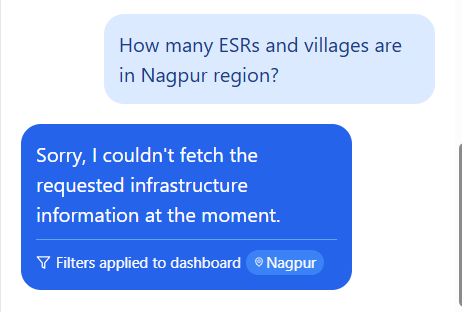 How many ESRs and villages are
in Nagpur region?
Sorry, I couldn't fetch the
requested infrastructure
information at the moment.
Filters applied to dashboard Nagpur